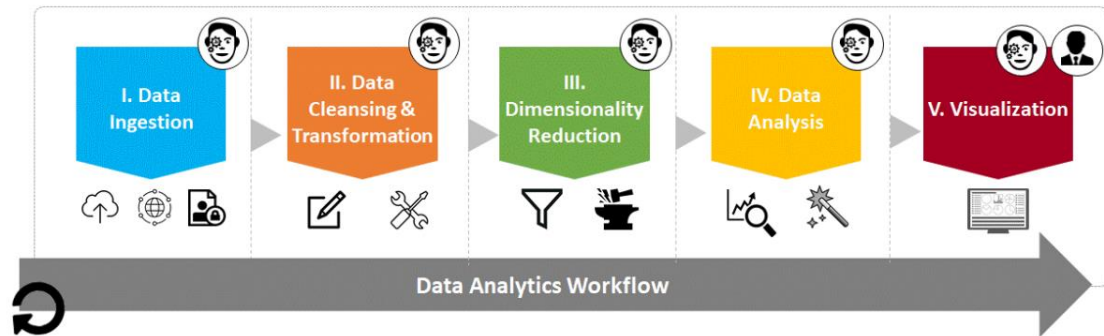 I. Data
Ingestion
II. Data
Cleansing &
Transformation
III.
Dimensionality
Reduction
IV. Data
Analysis
V. Visualization
Data Analytics Workflow